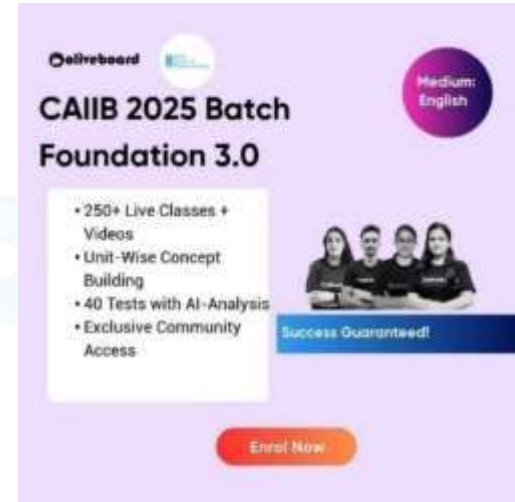 oliveboard
Medium:
English
CAIIB 2025 Batch
Foundation 3.0
• 250+ Live Classes +
Videos
• Unit-Wise Concept
Building
• 40 Tests with AI-Analysis
• Exclusive Community
Access
Success Guaranteed!
Enrol Now